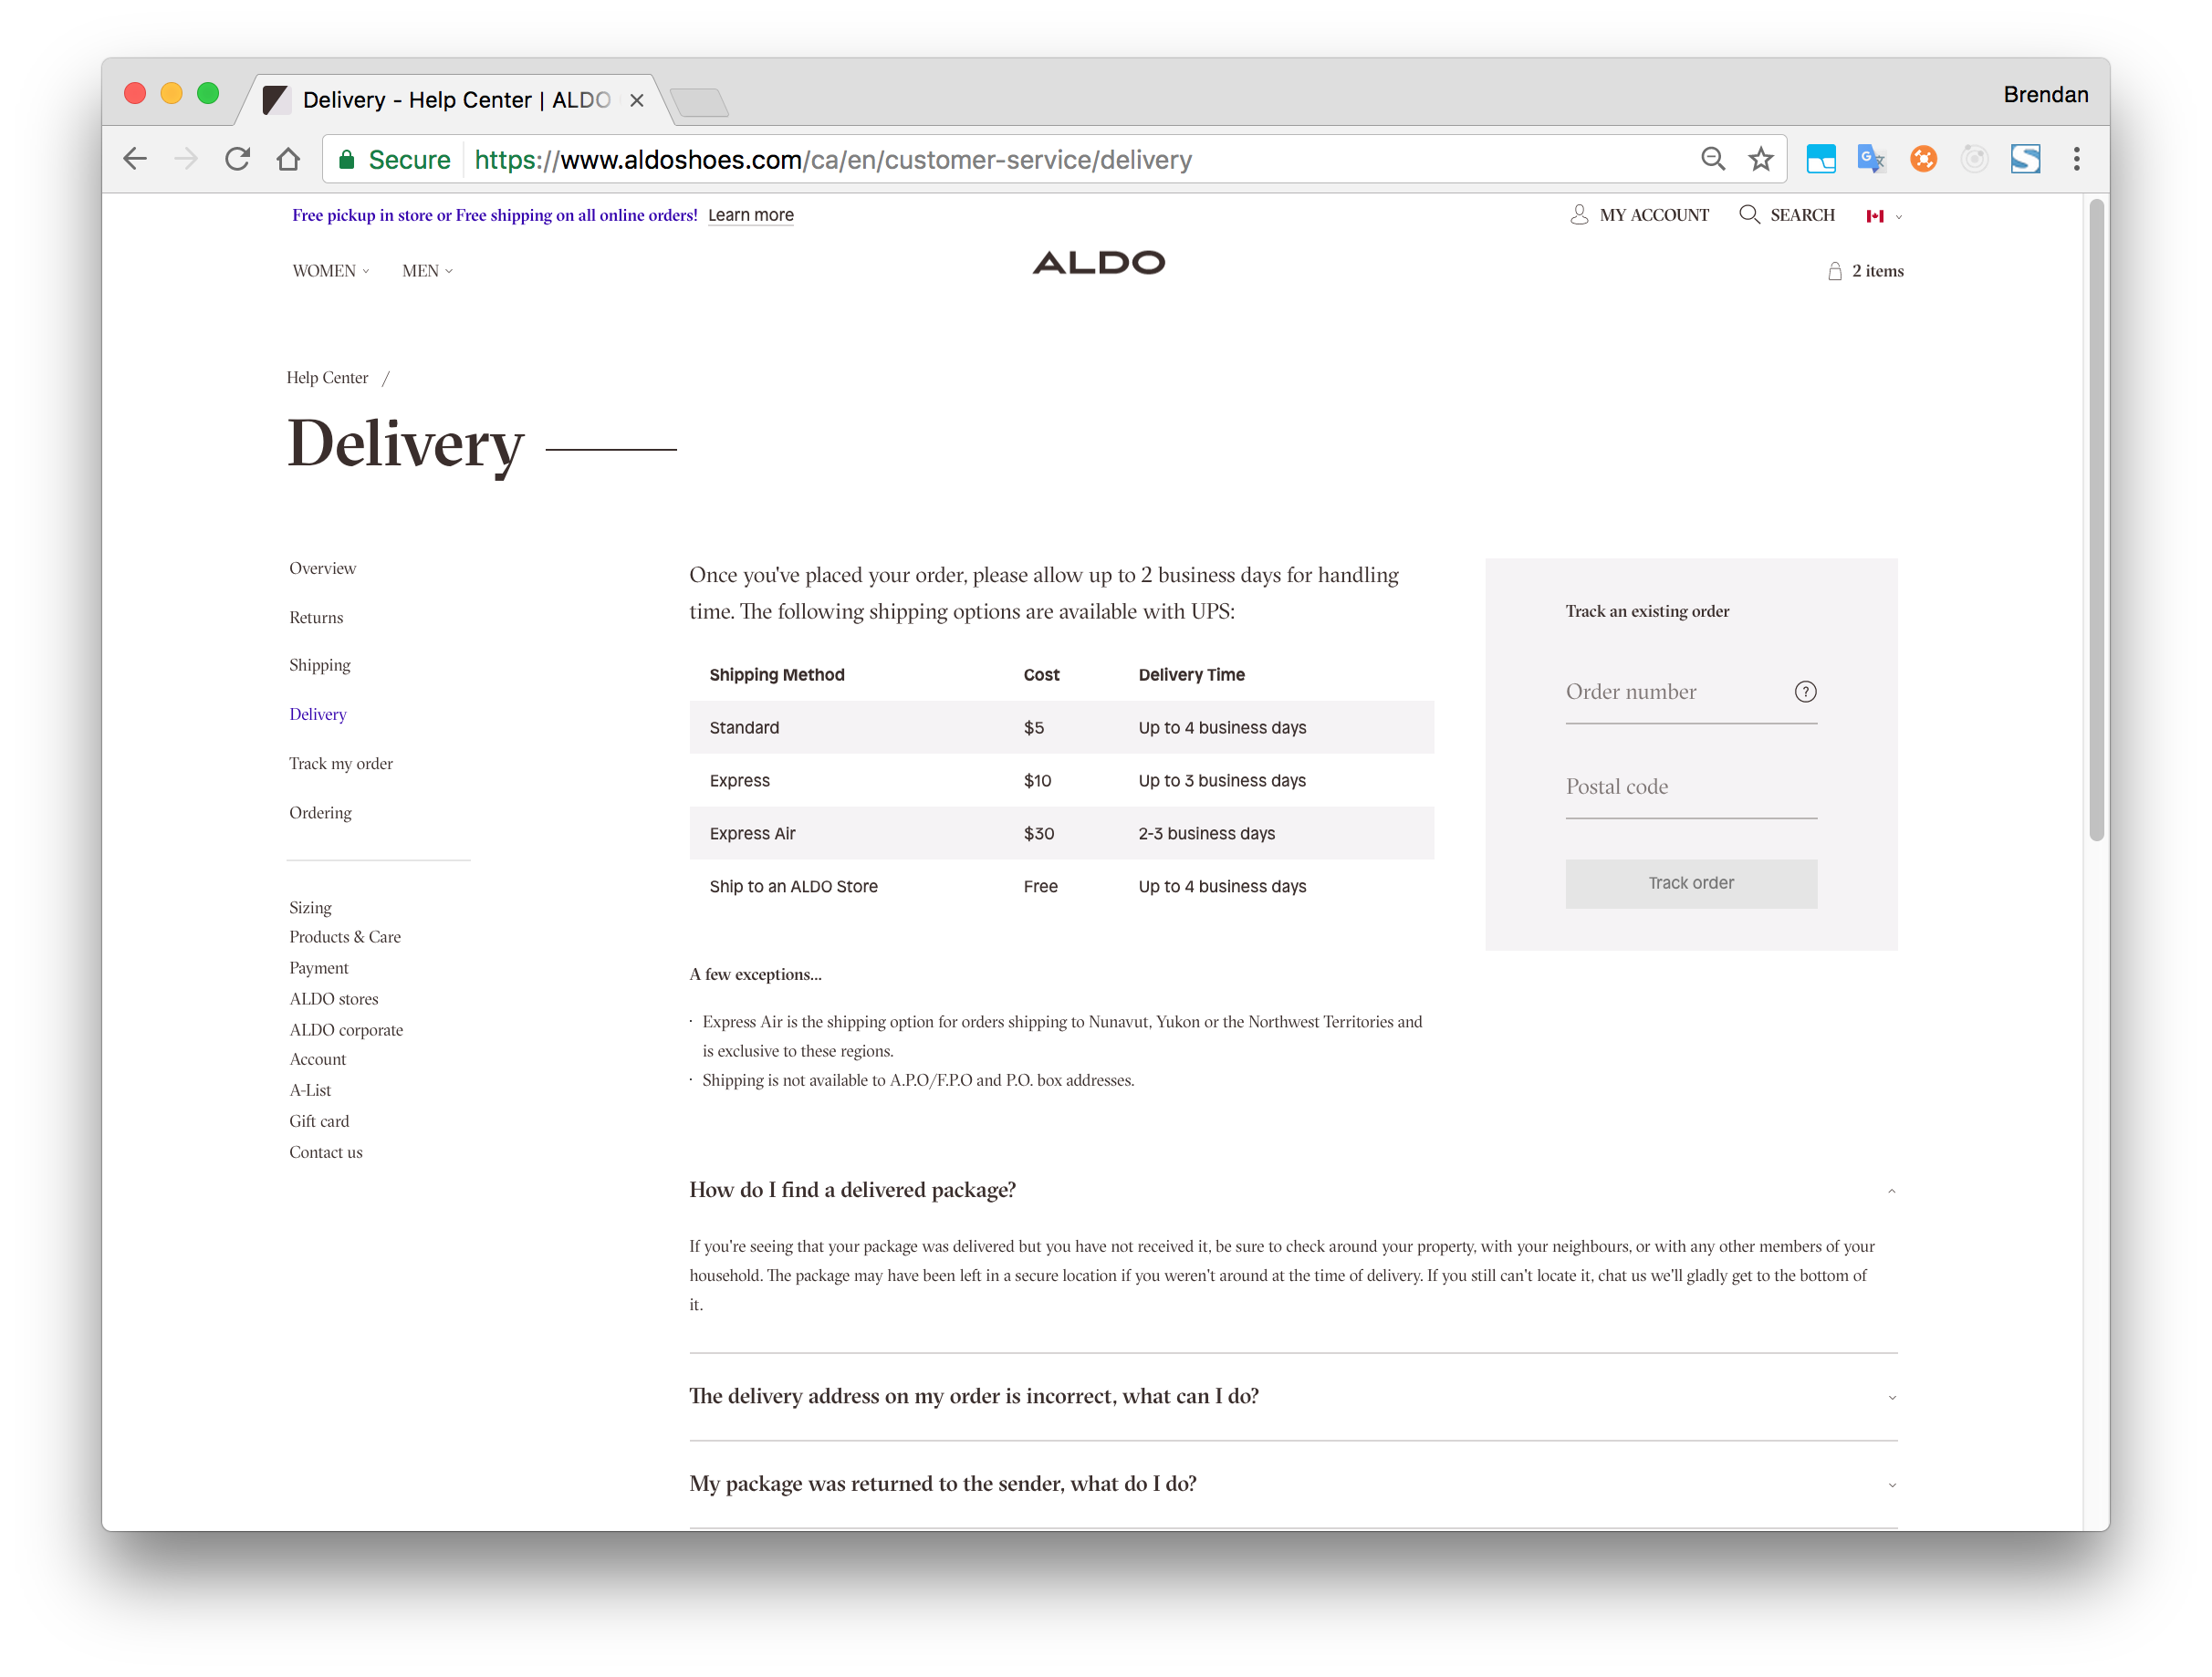 Delivery - Help Center | ALDO
Brendan
Secure https://www.aldoshoes.com/ca/en/customer-service/delivery
Free pickup in store or Free shipping on all online orders! Learn more
MY ACCOUNT
SEARCH
WOMEN
MEN
ALDO
2 items
Help Center /
Delivery
Overview
Returns
Shipping
Delivery
Track my order
Ordering
Sizing
Products & Care
Payment
ALDO stores
ALDO corporate
Account
A-List
Gift card
Contact us
Once you've placed your order, please allow up to 2 business days for handling
time. The following shipping options are available with UPS:
Shipping Method Cost Delivery Time
Standard $5 Up to 4 business days
Express $10 Up to 3 business days
Express Air $30 2-3 business days
Ship to an ALDO Store Free Up to 4 business days
A few exceptions...
· Express Air is the shipping option for orders shipping to Nunavut, Yukon or the Northwest Territories and
is exclusive to these regions.
· Shipping is not available to A.P.O/F.P.O and P.O. box addresses.
Track an existing order
Order number ?
Postal code
Track order
How do I find a delivered package?
If you're seeing that your package was delivered but you have not received it, be sure to check around your property, with your neighbours, or with any other members of your
household. The package may have been left in a secure location if you weren't around at the time of delivery. If you still can't locate it, chat us we'll gladly get to the bottom of
it.
The delivery address on my order is incorrect, what can I do?
My package was returned to the sender, what do I do?